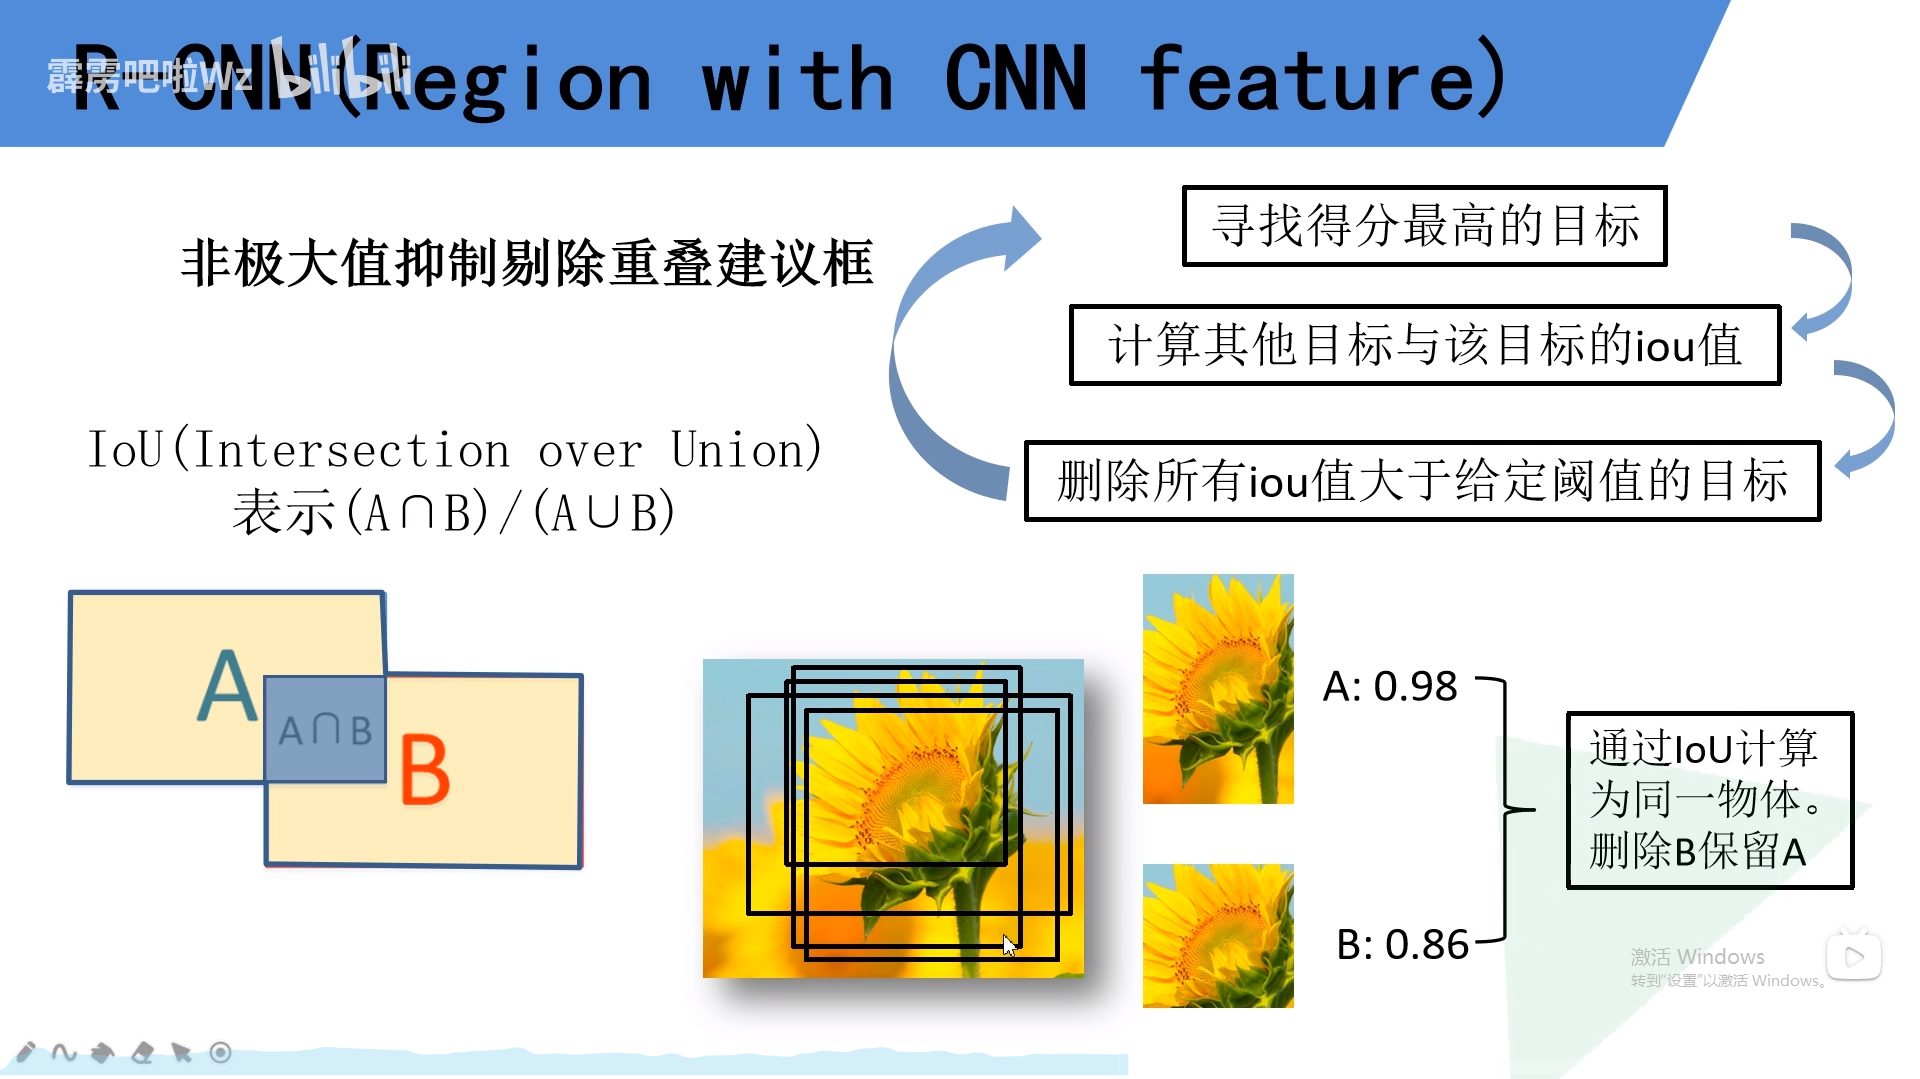 R-CNN(Region with CNN feature)
霹雳吧啦Wz bilibili
非极大值抑制剔除重叠建议框
寻找得分最高的目标
计算其他目标与该目标的iou值
删除所有iou值大于给定阈值的目标
IoU(Intersection over Union)
表示(A∩B)/(A∪B)
A
A∩B
B
A: 0.98
B: 0.86
通过IoU计算
为同一物体。
删除B保留A
激活 Windows
转到“设置”以激活 Windows。